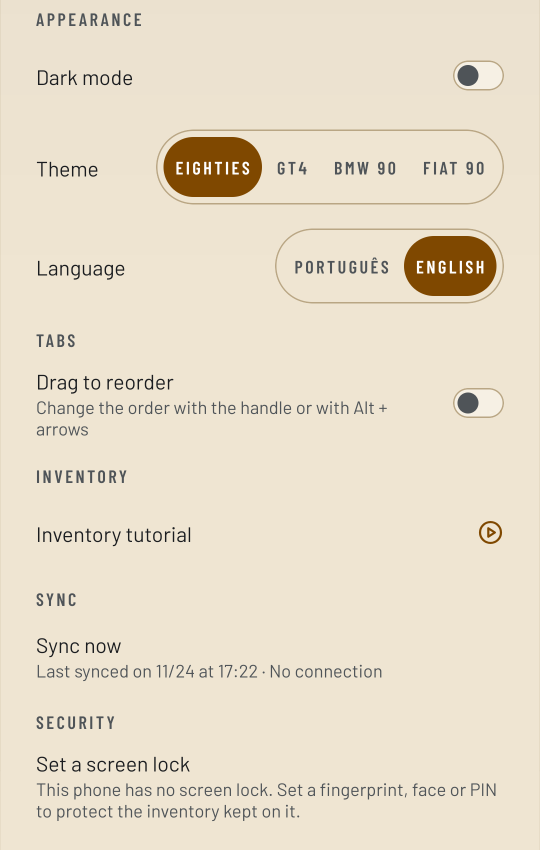 APPEARANCE
Dark mode
Theme
EIGHTIES GT4 BMW 90 FIAT 90
Language
PORTUGUÊS ENGLISH
TABS
Drag to reorder
Change the order with the handle or with Alt +
arrows
INVENTORY
Inventory tutorial
SYNC
Sync now
Last synced on 11/24 at 17:22 · No connection
SECURITY
Set a screen lock
This phone has no screen lock. Set a fingerprint, face or PIN
to protect the inventory kept on it.